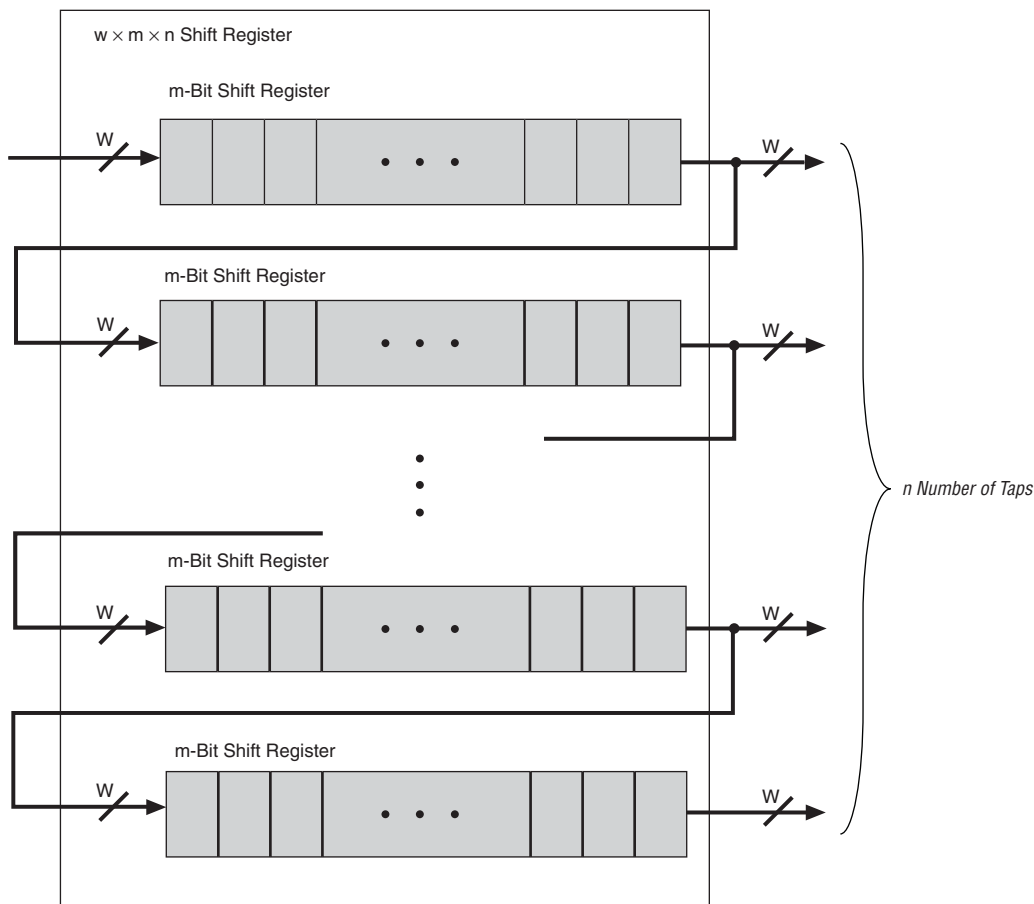 w × m × n Shift Register
m-Bit Shift Register
W
W
m-Bit Shift Register
W
W
n Number of Taps
m-Bit Shift Register
W
W
m-Bit Shift Register
W
W